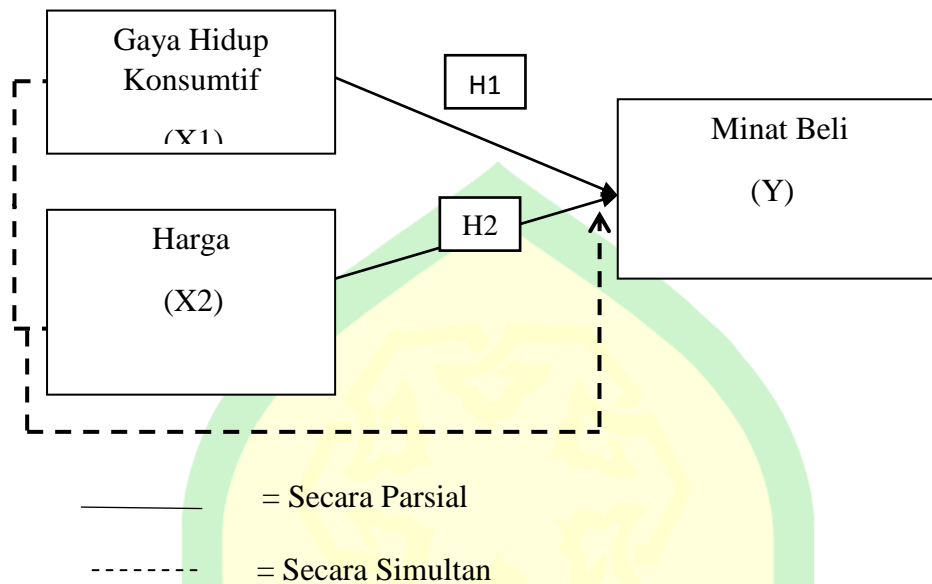 Gaya Hidup
Konsumtif
(X1)
H1
Minat Beli
(Y)
H2
Harga
(X2)
= Secara Parsial
= Secara Simultan